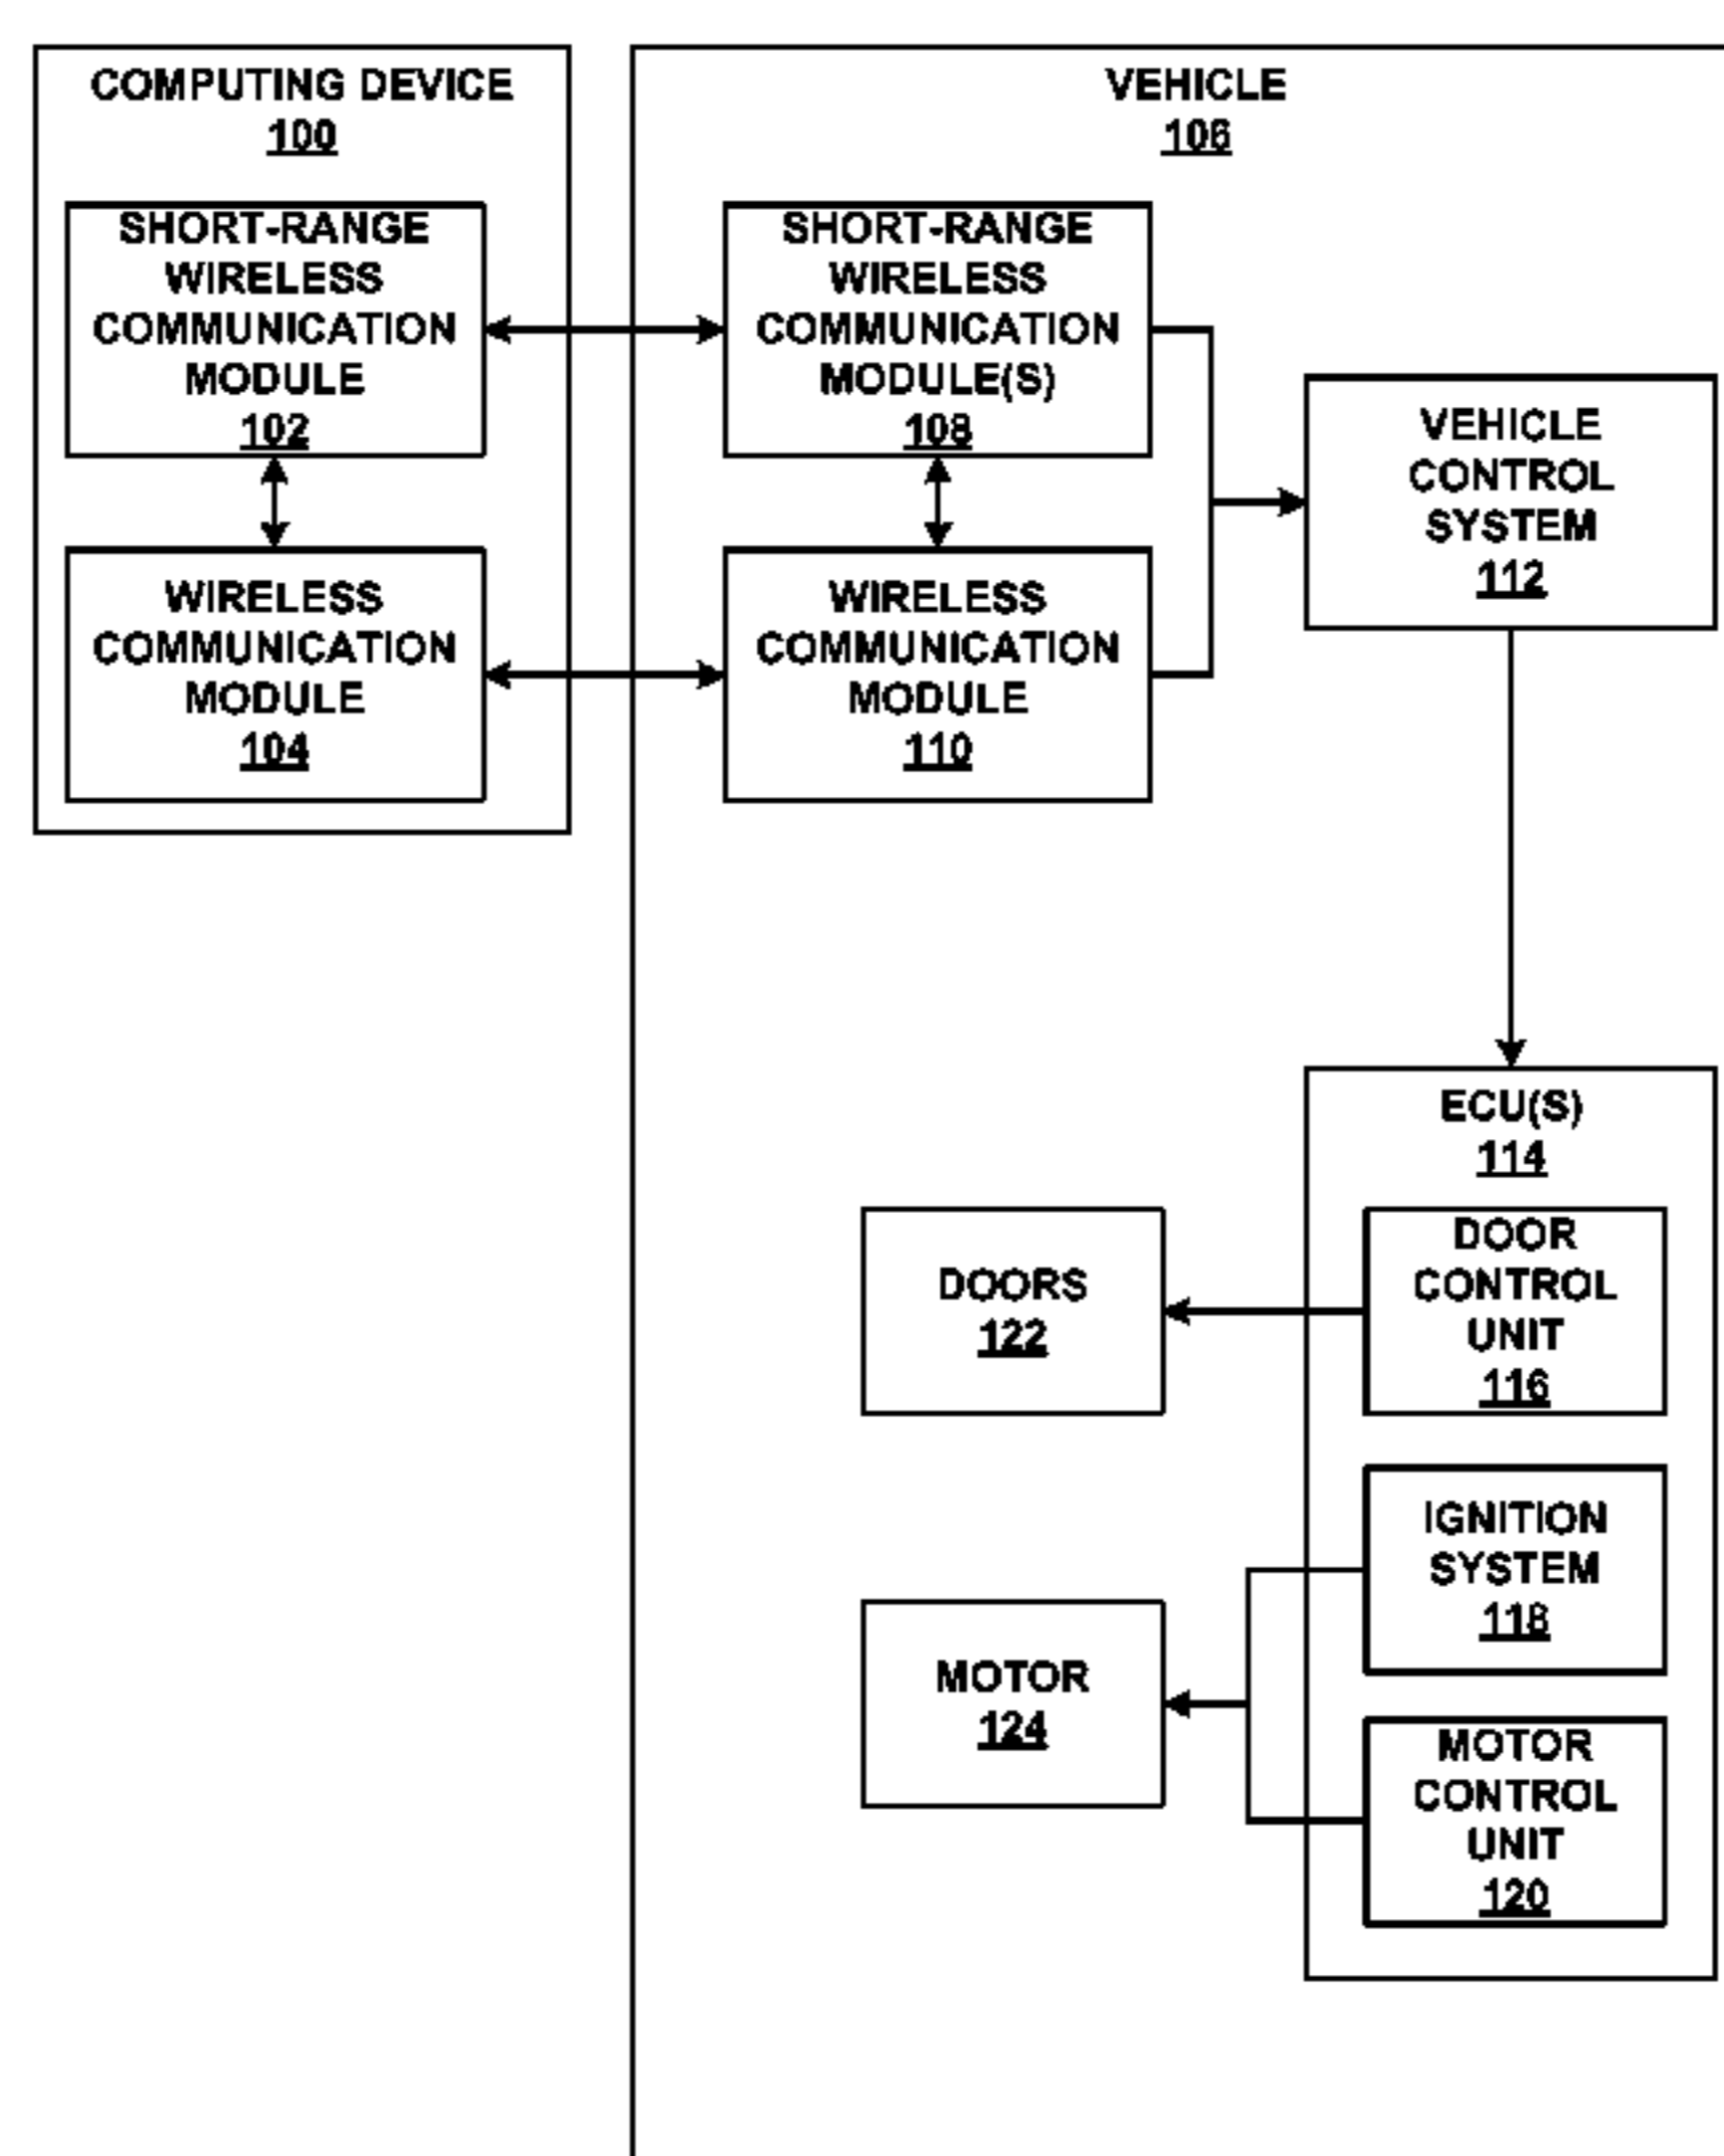 COMPUTING DEVICE
100
SHORT-RANGE
WIRELESS
COMMUNICATION
MODULE
102
WIRELESS
COMMUNICATION
MODULE
104
VEHICLE
106
SHORT-RANGE
WIRELESS
COMMUNICATION
MODULE(S)
108
WIRELESS
COMMUNICATION
MODULE
110
VEHICLE
CONTROL
SYSTEM
112
ECU(S)
114
DOOR
CONTROL
UNIT
116
DOORS
122
IGNITION
SYSTEM
118
MOTOR
124
MOTOR
CONTROL
UNIT
120